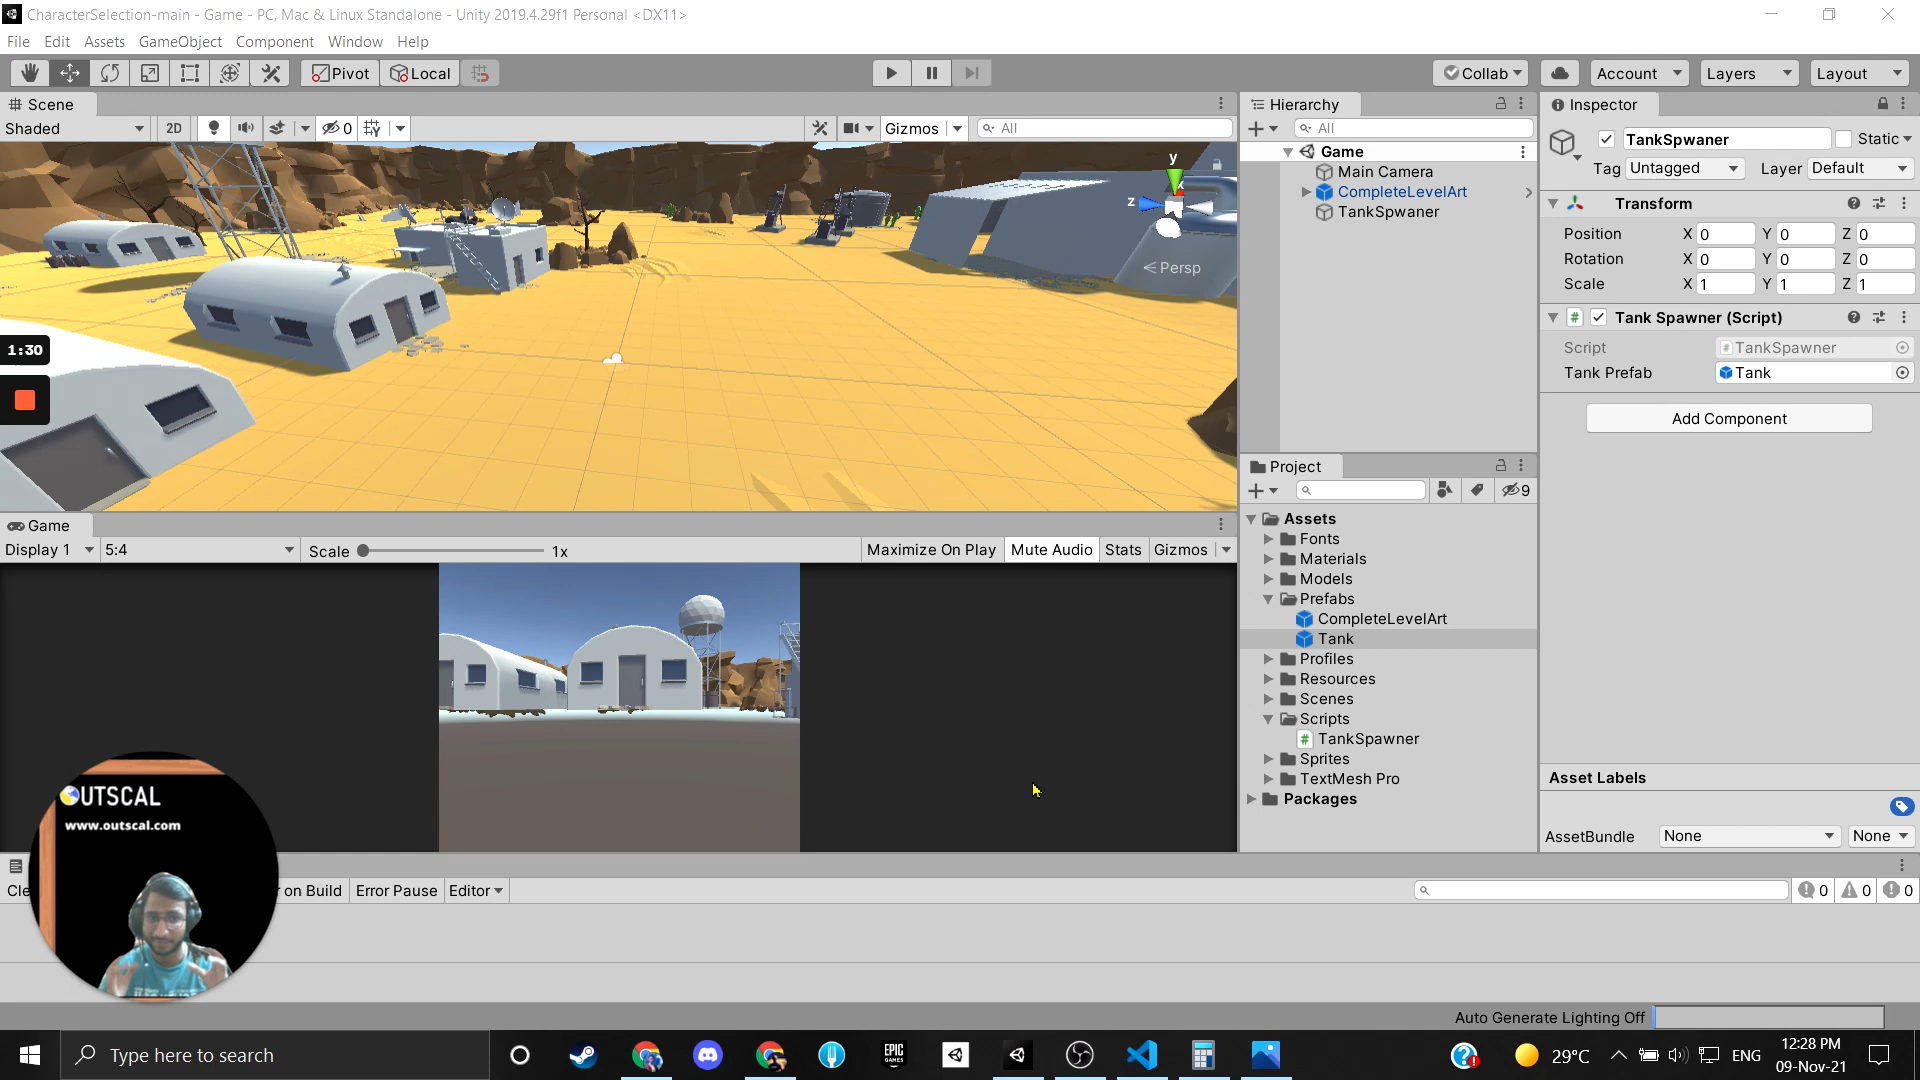 CharacterSelection-main - Game - PC, Mac & Linux Standalone - Unity 2019.4.29f1 Personal <DX11>
File Edit Assets GameObject Component Window Help
Pivot Local Collab Account Layers Layout
Scene
Shaded 2D 0 Gizmos All
y
x
z
Persp
1:30
Game
Display 1 5:4 Scale 1x Maximize On Play Mute Audio Stats Gizmos
Hierarchy
All
Game
Main Camera
CompleteLevelArt
TankSpwaner
Project
9
Assets
Fonts
Materials
Models
Prefabs
CompleteLevelArt
Tank
Profiles
Resources
Scenes
Scripts
TankSpawner
Sprites
TextMesh Pro
Packages
Inspector
TankSpwaner Static
Tag Untagged Layer Default
Transform
Position X 0 Y 0 Z 0
Rotation X 0 Y 0 Z 0
Scale X 1 Y 1 Z 1
# Tank Spawner (Script)
Script TankSpawner
Tank Prefab Tank
Add Component
Asset Labels
AssetBundle None None
OUTSCAL
www.outscal.com
Cle on Build Error Pause Editor 0 0 0
Auto Generate Lighting Off
Type here to search
EPIC
GAMES
29°C ENG 12:28 PM
09-Nov-21